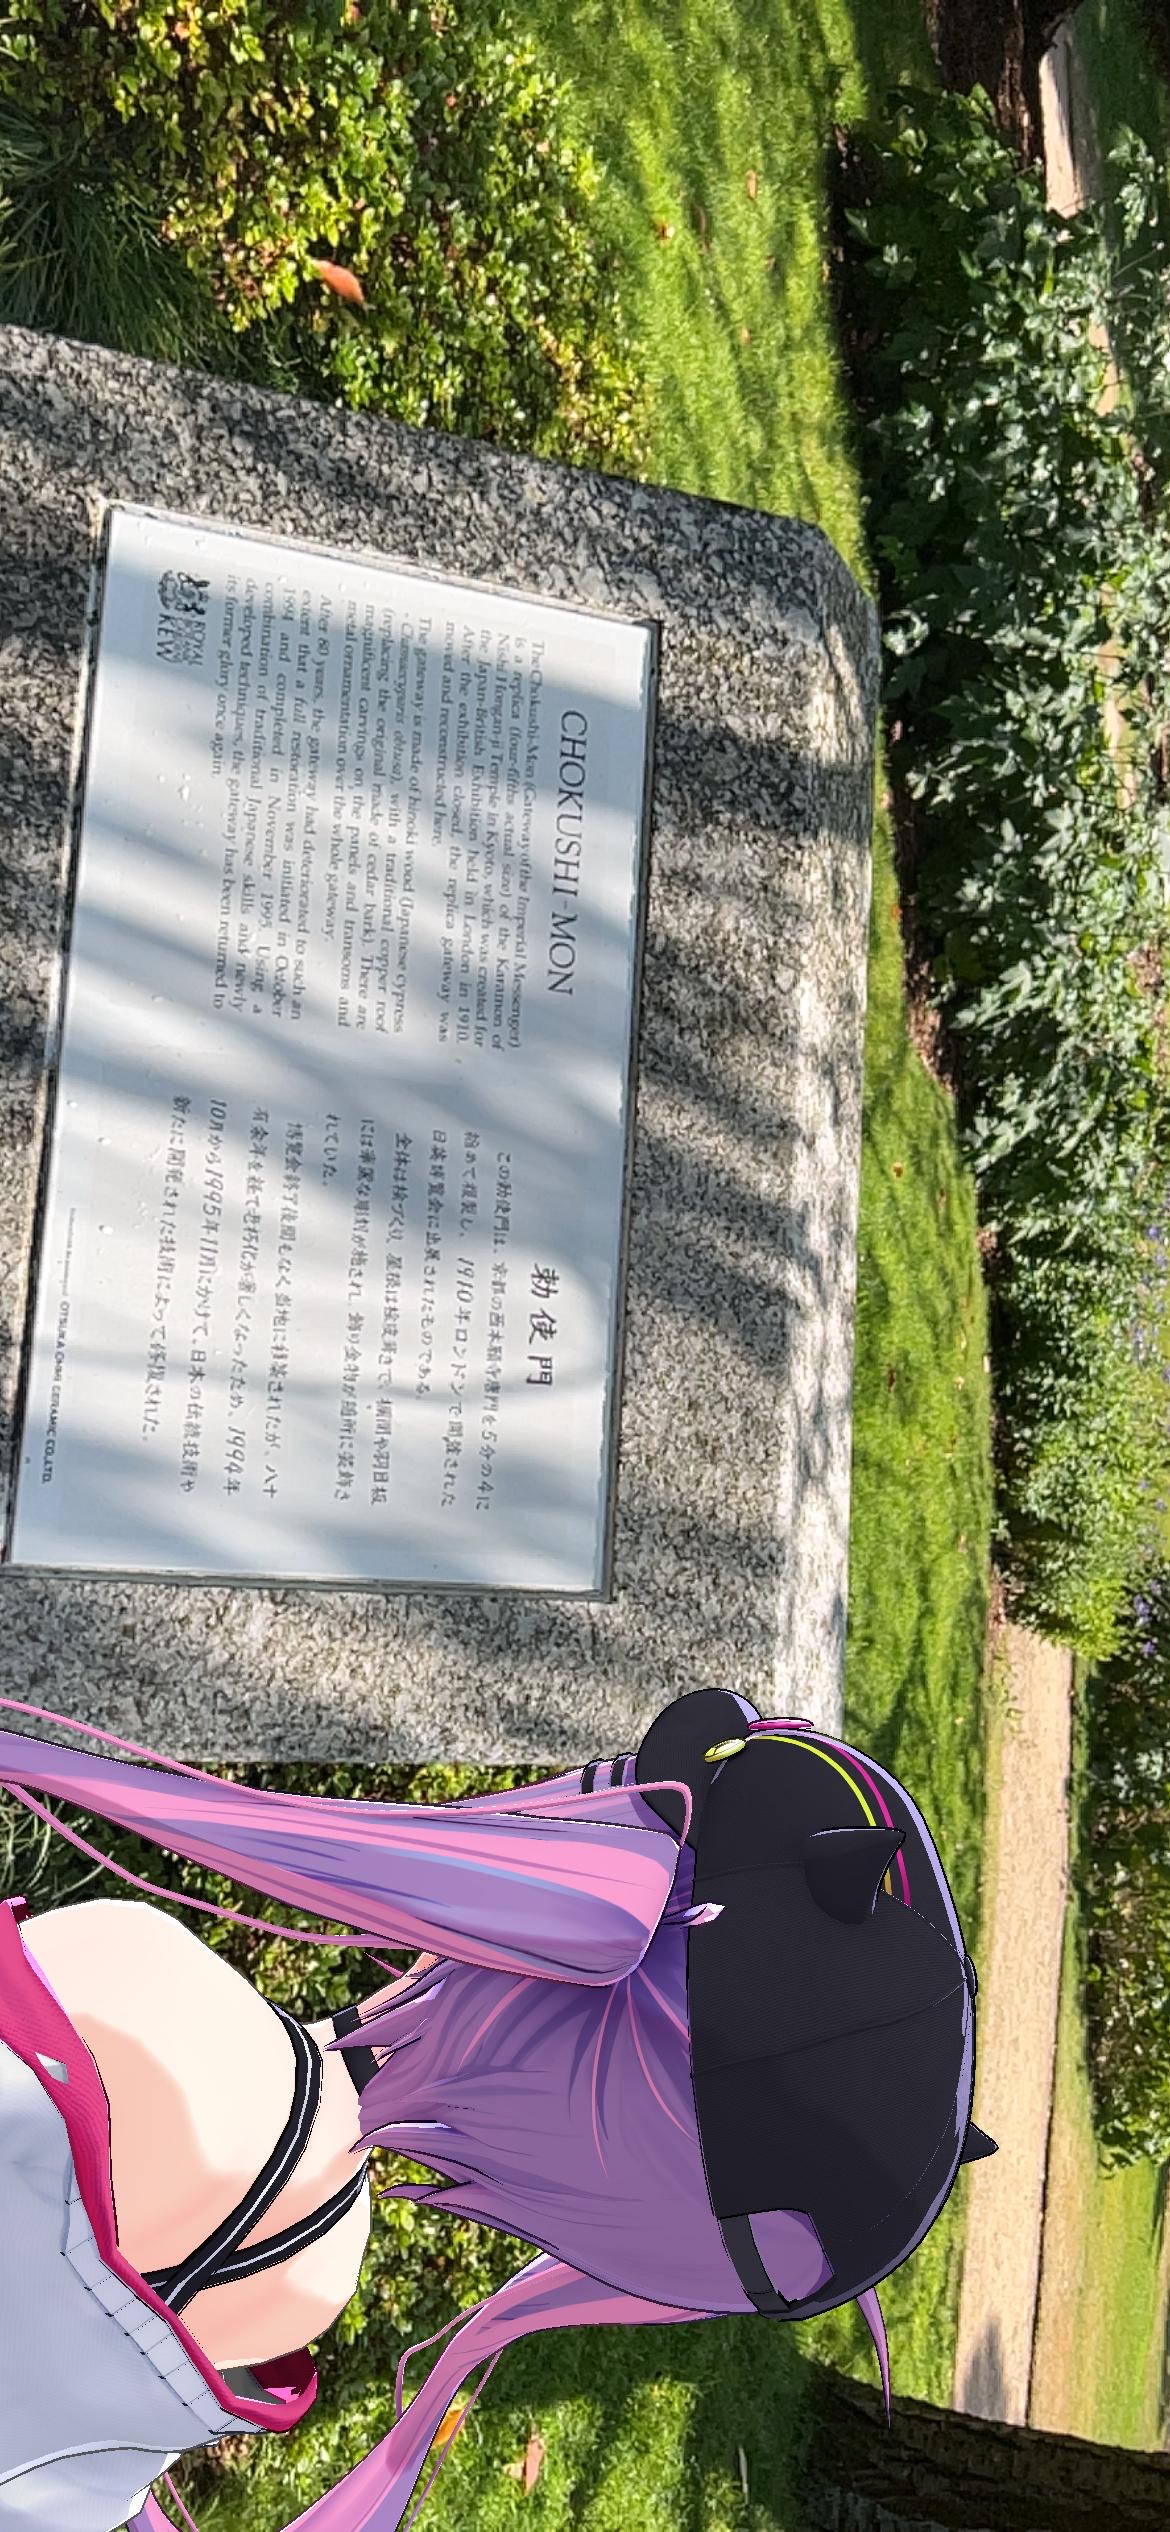 CHOKUSHI-MON
The Chokushi-Mon (Gateway of the Imperial Messenger)
is a replica (four-fifths actual size) of the Karamon of
Nishi Hongan-ji Temple in Kyoto, which was created for
the Japan-British Exhibition held in London in 1910.
After the exhibition closed, the replica gateway was
moved and reconstructed here.
The gateway is made of hinoki wood (Japanese cypress
- Chamaecyparis obtusa), with a traditional copper roof
(replacing the original made of cedar bark). There are
magnificent carvings on the panels and transoms and
metal ornamentation over the whole gateway.
After 80 years, the gateway had deteriorated to such an
extent that a full restoration was initiated in October
1994 and completed in November 1995. Using a
combination of traditional Japanese skills and newly
developed techniques, the gateway has been returned to
its former glory once again.
ROYAL
BOTANIC
GARDENS
KEW
勅使門
この勅使門は、京都の西本願寺唐門を5分の4に
縮めて複製し、1910年ロンドンで開催された
日英博覧会に出展されたものである。
全体は桧づくり、屋根は桧皮葺きで、欄間や羽目板
には華麗な彫刻が施され、飾り金物が随所に装飾さ
れていた。
博覧会終了後間もなく当地に移築されたが、八十
有余年を経て老朽化が著しくなったため、1994年
10月から1995年11月にかけて、日本の伝統技術や
新たに開発された技術によって修復された。
OTSUKA OHMI CERAMIC CO.,LTD.